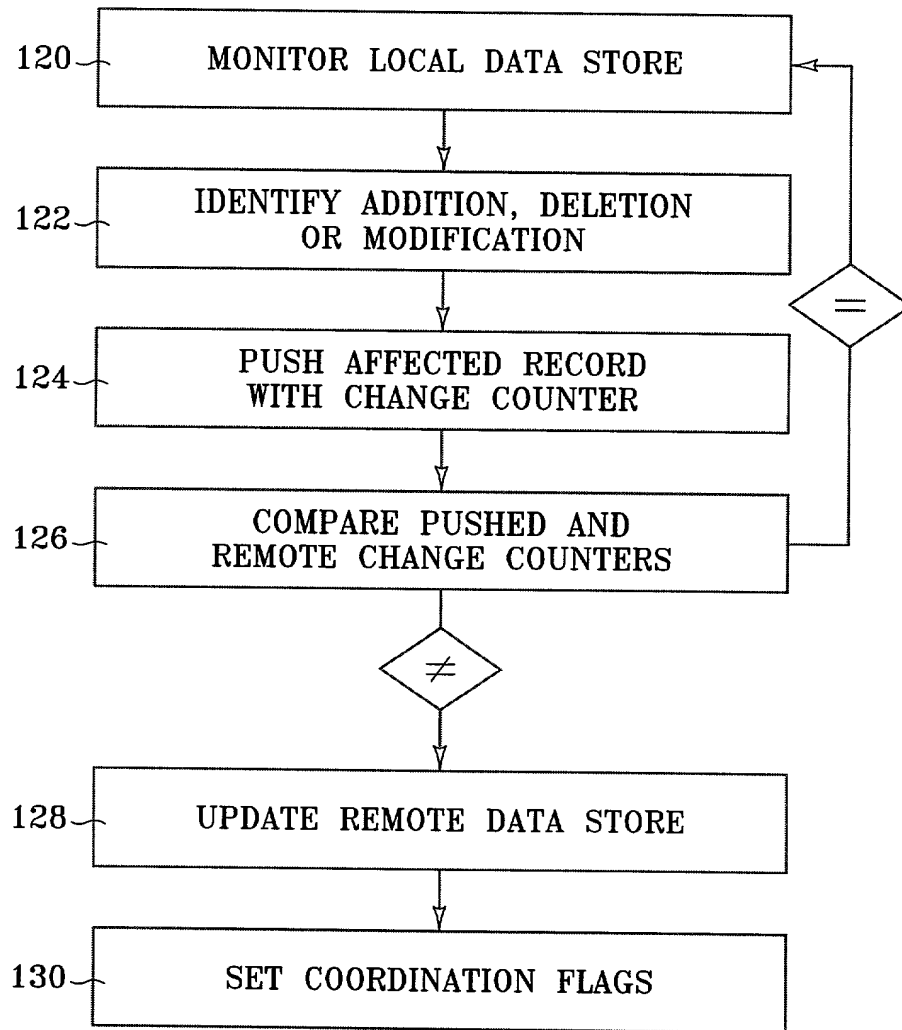 120 MONITOR LOCAL DATA STORE
122 IDENTIFY ADDITION, DELETION
OR MODIFICATION
=
124 PUSH AFFECTED RECORD
WITH CHANGE COUNTER
126 COMPARE PUSHED AND
REMOTE CHANGE COUNTERS
≠
128 UPDATE REMOTE DATA STORE
130 SET COORDINATION FLAGS